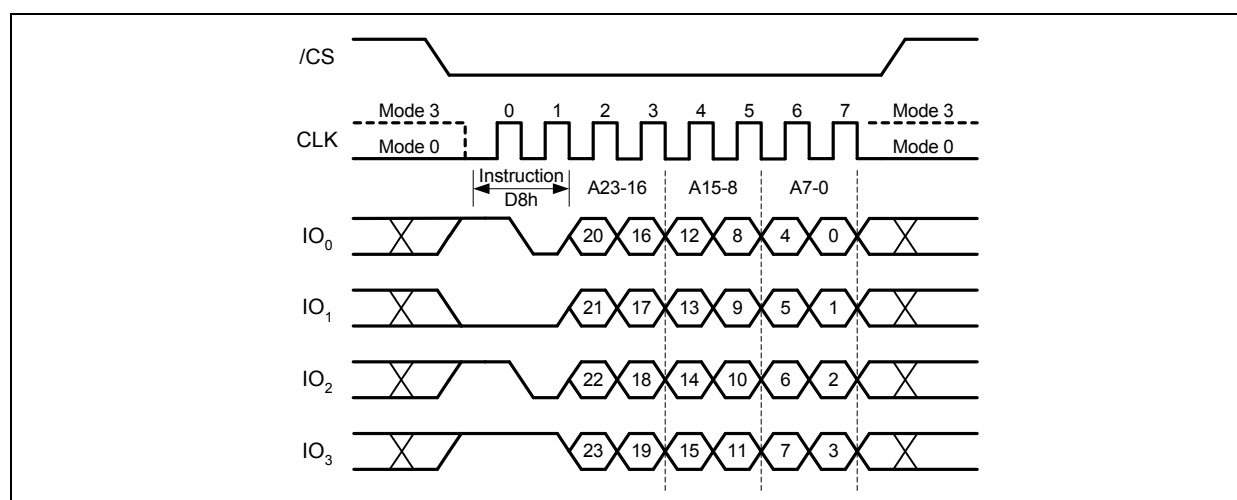 /CS
Mode 3 0 1 2 3 4 5 6 7 Mode 3
CLK
Mode 0 Mode 0
Instruction
D8h A23-16 A15-8 A7-0
IO0 20 16 12 8 4 0
IO1 21 17 13 9 5 1
IO2 22 18 14 10 6 2
IO3 23 19 15 11 7 3